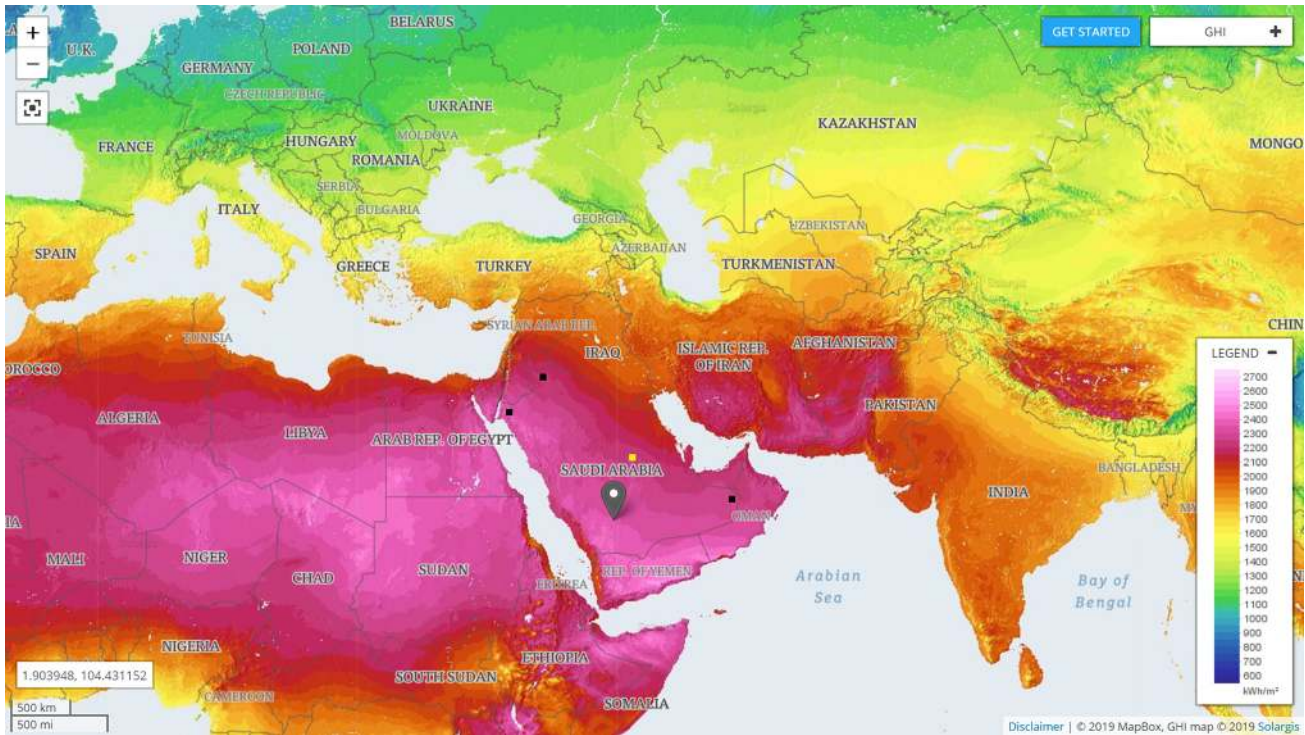 +
−
GET STARTED
GHI +
BELARUS
U.K.
POLAND
GERMANY
CZECH REPUBLIC
UKRAINE
KAZAKHSTAN
FRANCE
HUNGARY
MOLDOVA
MONGO
ROMANIA
SERBIA
ITALY
BULGARIA
GEORGIA
UZBEKISTAN
SPAIN
AZERBAIJAN
GREECE
TURKEY
TURKMENISTAN
CHIN
TUNISIA
SYRIAN ARAB REP.
IRAQ
ISLAMIC REP.
OF IRAN
AFGHANISTAN
OROCCO
ALGERIA
LIBYA
ARAB REP. OF EGYPT
PAKISTAN
SAUDI ARABIA
BANGLADESH
INDIA
OMAN
MALI
NIGER
CHAD
SUDAN
ERITREA
REP. OF YEMEN
Arabian
Sea
Bay of
Bengal
NIGERIA
ETHIOPIA
SOUTH SUDAN
CAMEROON
SOMALIA
LEGEND −
2700
2600
2400
2300
2200
2100
2000
1900
1800
1700
1600
1500
1400
1300
1200
1100
1000
900
800
700
600
kWh/m²
1.903948, 104.431152
500 km
500 mi
Disclaimer | © 2019 MapBox, GHI map © 2019 Solargis